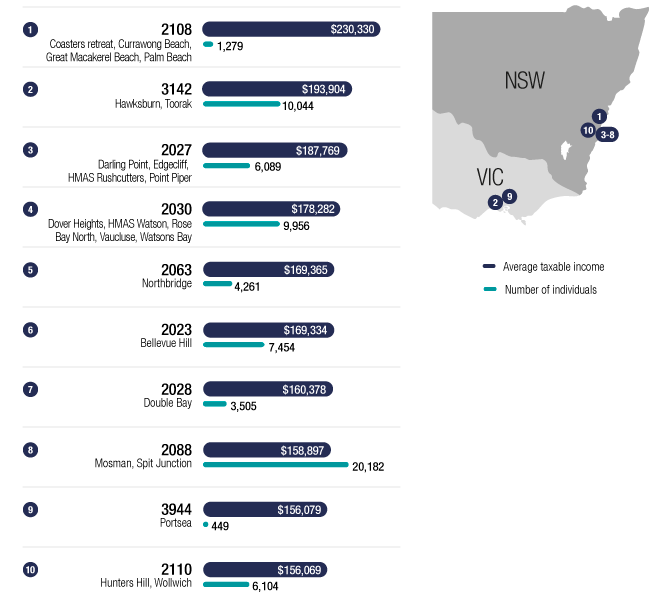 1
2108
$230,330
Coasters retreat, Currawong Beach,
Great Macakerel Beach, Palm Beach
1,279
2
3142
$193,904
Hawksburn, Toorak
10,044
3
2027
$187,769
Darling Point, Edgecliff,
HMAS Rushcutters, Point Piper
6,089
4
2030
$178,282
Dover Heights, HMAS Watson, Rose
Bay North, Vaucluse, Watsons Bay
9,956
5
2063
$169,365
Northbridge
4,261
6
2023
$169,334
Bellevue Hill
7,454
7
2028
$160,378
Double Bay
3,505
8
2088
$158,897
Mosman, Spit Junction
20,182
9
3944
$156,079
Portsea
449
10
2110
$156,069
Hunters Hill, Wollwich
6,104
NSW
1
10
3-8
VIC
2
9
Average taxable income
Number of individuals